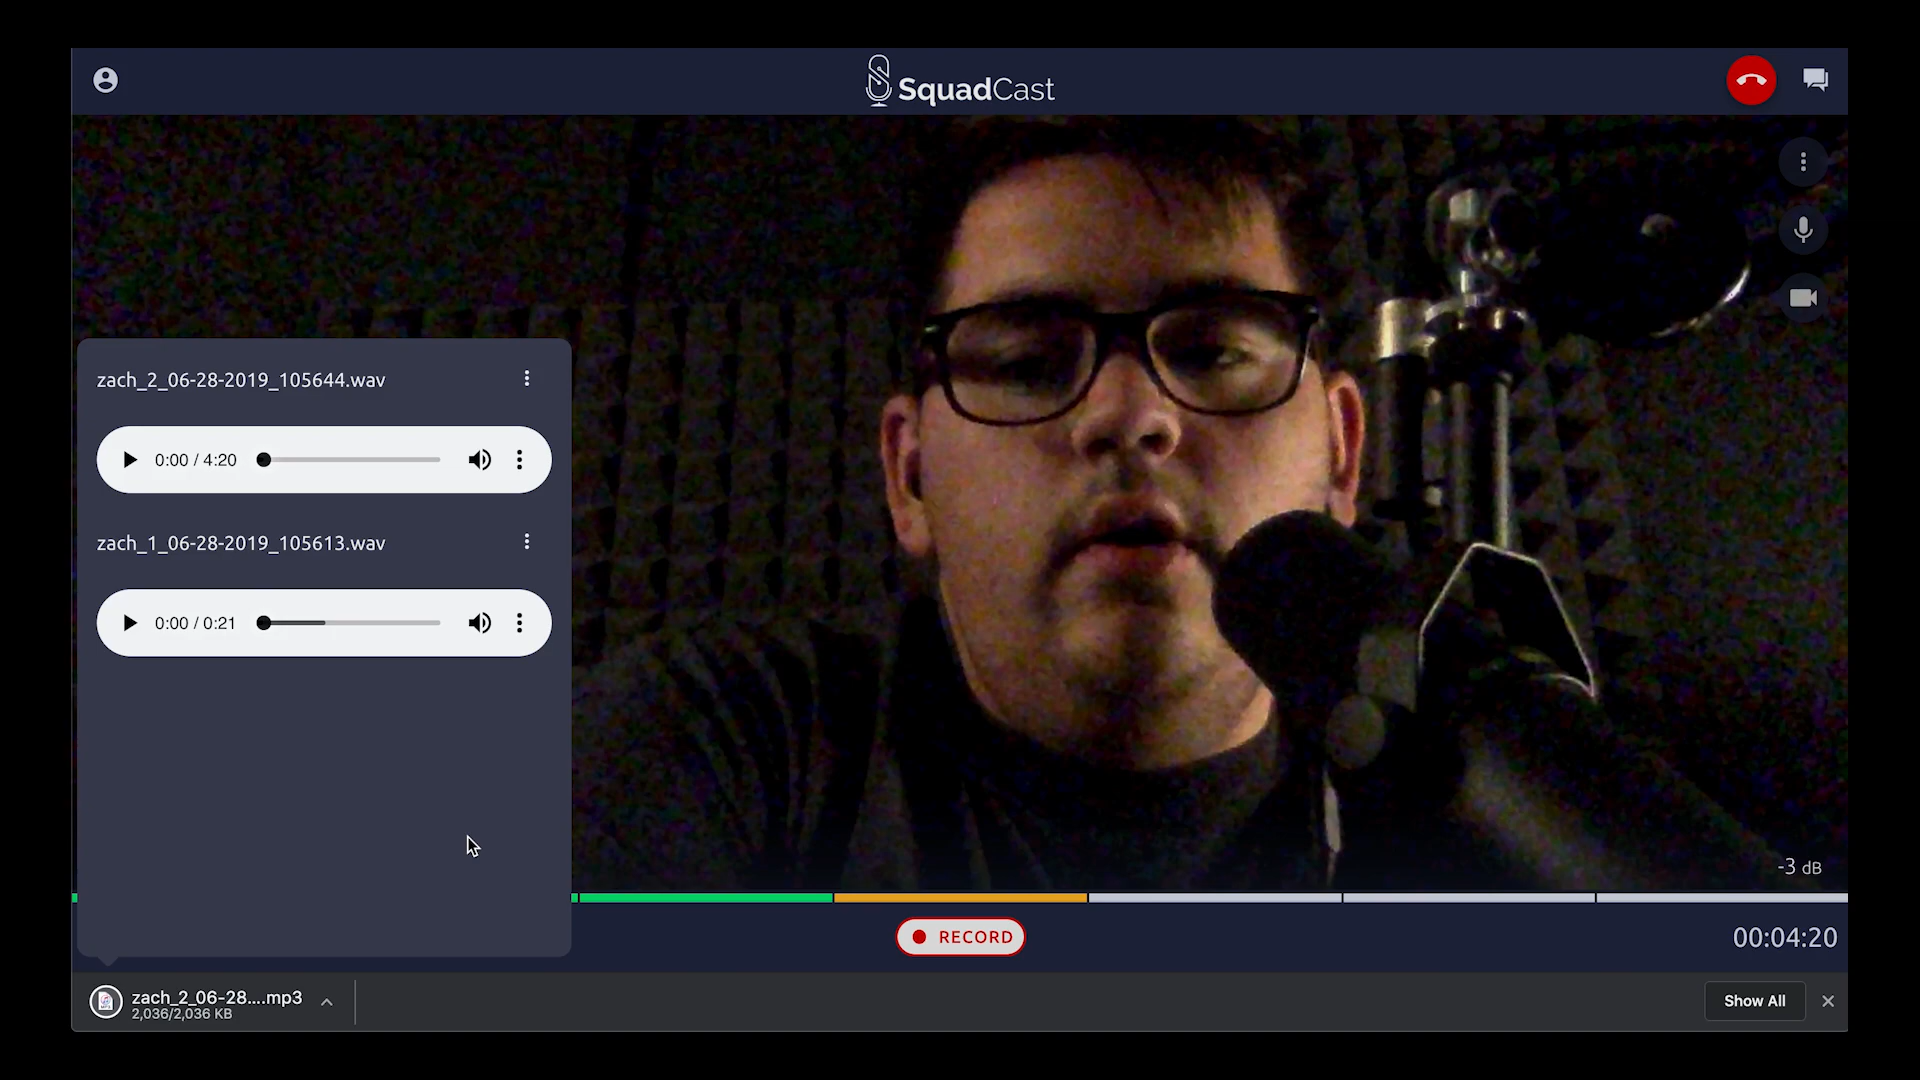 SquadCast
zach_2_06-28-2019_105644.wav
0:00 / 4:20
zach_1_06-28-2019_105613.wav
0:00 / 0:21
-3 dB
RECORD
00:04:20
zach_2_06-28....mp3
2,036/2,036 KB
Show All